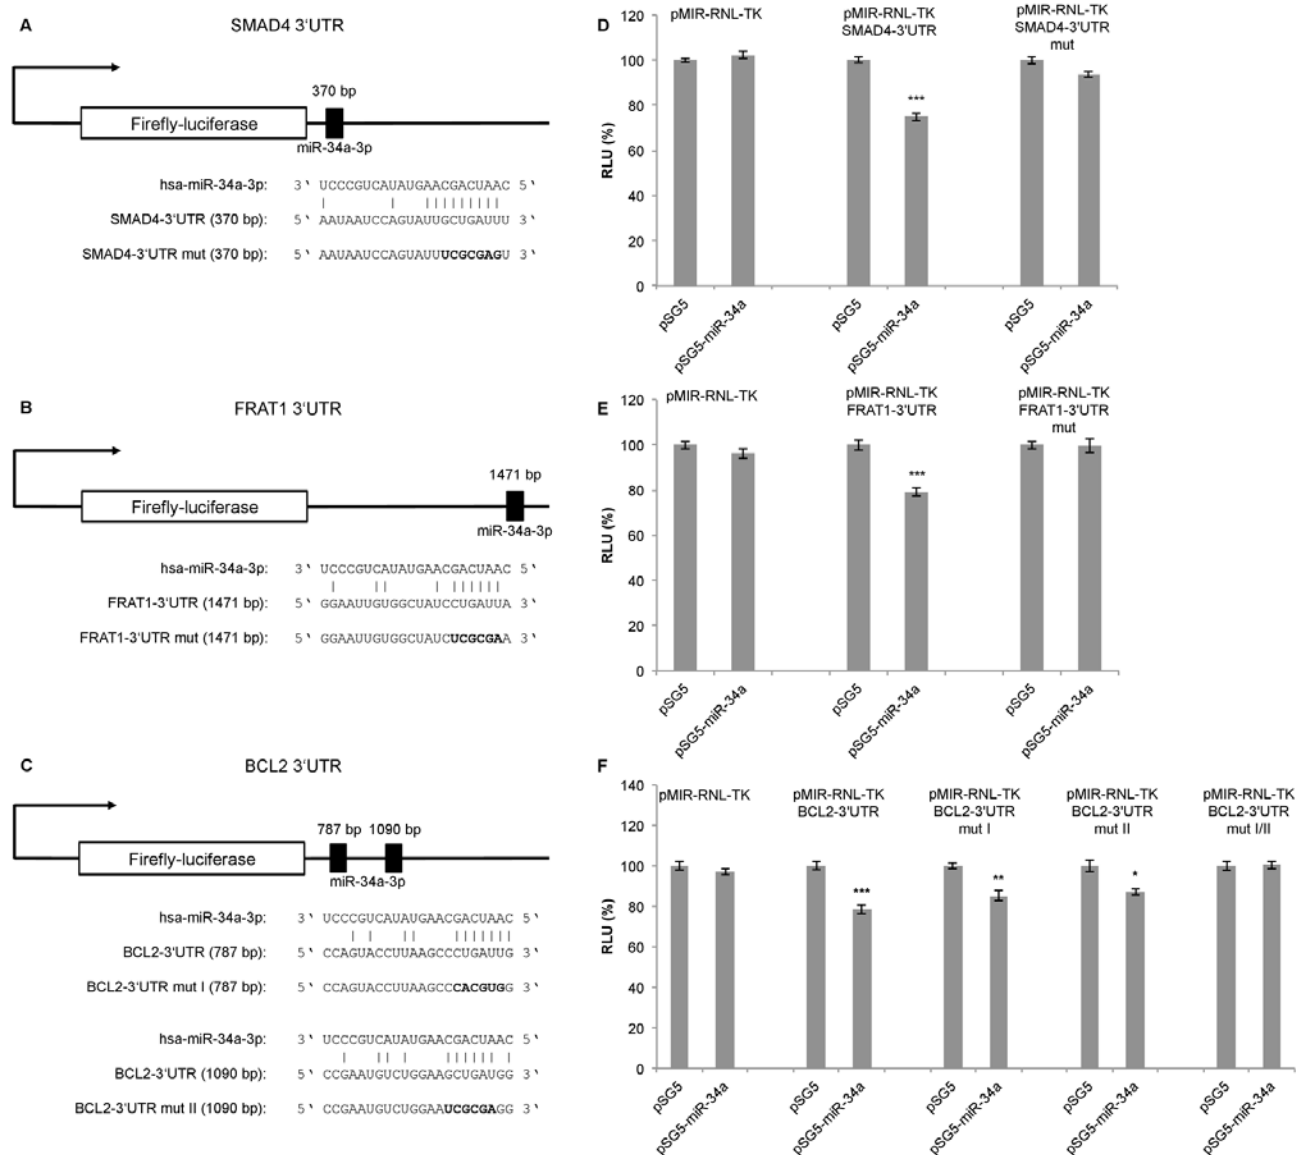 A
SMAD4 3'UTR
370 bp
Firefly-luciferase
miR-34a-3p
hsa-miR-34a-3p: 3‵ UCCCGUCAUAUGAACGACUAAC 5‵
SMAD4-3'UTR (370 bp): 5‵ AAUAAUCCAGUAUUGCUGAUUU 3‵
SMAD4-3'UTR mut (370 bp): 5‵ AAUAAUCCAGUAUUUCGCGAGU 3‵
D
pMIR-RNL-TK
pMIR-RNL-TK
SMAD4-3'UTR
pMIR-RNL-TK
SMAD4-3'UTR
mut
RLU (%)
120
100
80
60
40
20
0
***
pSG5
pSG5-miR-34a
pSG5
pSG5-miR-34a
pSG5
pSG5-miR-34a
B
FRAT1 3'UTR
1471 bp
Firefly-luciferase
miR-34a-3p
hsa-miR-34a-3p: 3‵ UCCCGUCAUAUGAACGACUAAC 5‵
FRAT1-3'UTR (1471 bp): 5‵ GGAAUUGUGGCUAUCCUGAUUA 3‵
FRAT1-3'UTR mut (1471 bp): 5‵ GGAAUUGUGGCUAUCUCGCGAA 3‵
E
pMIR-RNL-TK
pMIR-RNL-TK
FRAT1-3'UTR
pMIR-RNL-TK
FRAT1-3'UTR
mut
RLU (%)
120
100
80
60
40
20
0
***
pSG5
pSG5-miR-34a
pSG5
pSG5-miR-34a
pSG5
pSG5-miR-34a
C
BCL2 3'UTR
787 bp 1090 bp
Firefly-luciferase
miR-34a-3p
hsa-miR-34a-3p: 3‵ UCCCGUCAUAUGAACGACUAAC 5‵
BCL2-3'UTR (787 bp): 5‵ CCAGUACCUUAAGCCCUGAUUG 3‵
BCL2-3'UTR mut I (787 bp): 5‵ CCAGUACCUUAAGCCCACGUGG 3‵
hsa-miR-34a-3p: 3‵ UCCCGUCAUAUGAACGACUAAC 5‵
BCL2-3'UTR (1090 bp): 5‵ CCGAAUGUCUGGAAGCUGAUGG 3‵
BCL2-3'UTR mut II (1090 bp): 5‵ CCGAAUGUCUGGAAUCGCGAGG 3‵
F
pMIR-RNL-TK
pMIR-RNL-TK
BCL2-3'UTR
pMIR-RNL-TK
BCL2-3'UTR
mut I
pMIR-RNL-TK
BCL2-3'UTR
mut II
pMIR-RNL-TK
BCL2-3'UTR
mut I/II
RLU (%)
140
120
100
80
60
40
20
0
***
**
*
pSG5
pSG5-miR-34a
pSG5
pSG5-miR-34a
pSG5
pSG5-miR-34a
pSG5
pSG5-miR-34a
pSG5
pSG5-miR-34a